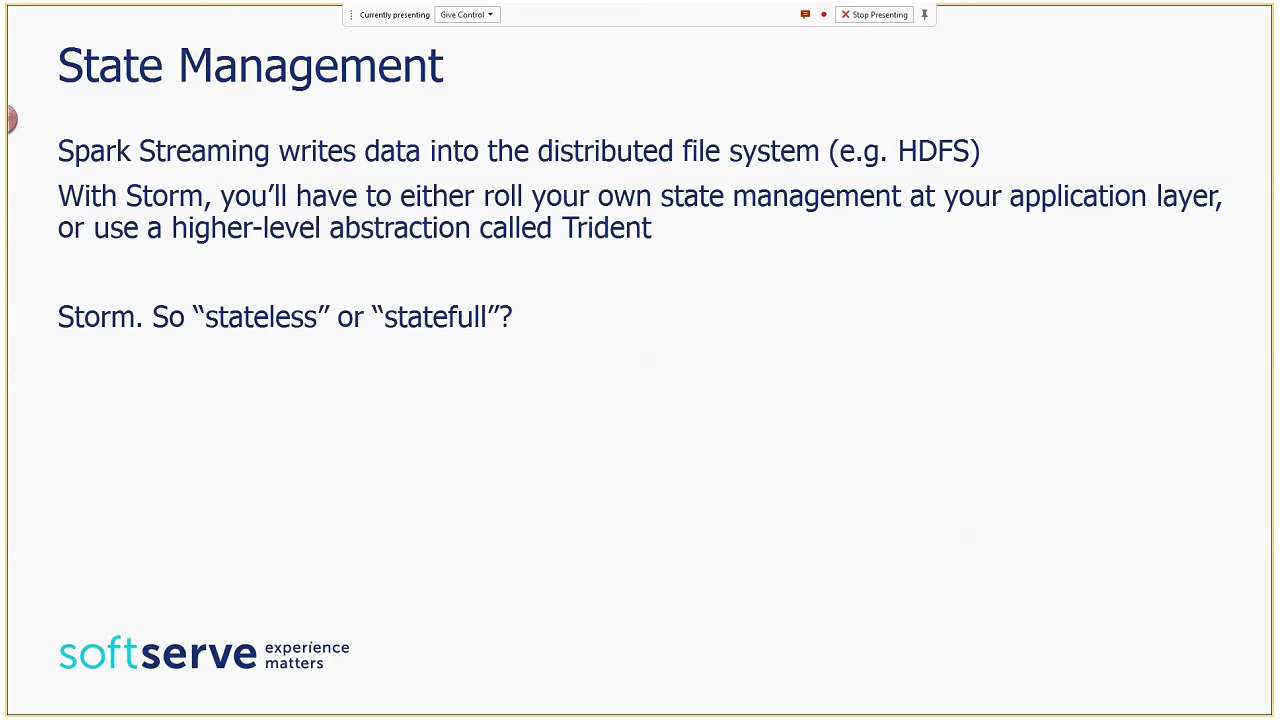 Currently presenting Give Control Stop Presenting
State Management
Spark Streaming writes data into the distributed file system (e.g. HDFS)
With Storm, you’ll have to either roll your own state management at your application layer,
or use a higher-level abstraction called Trident
Storm. So “stateless” or “statefull”?
softserve experience
matters